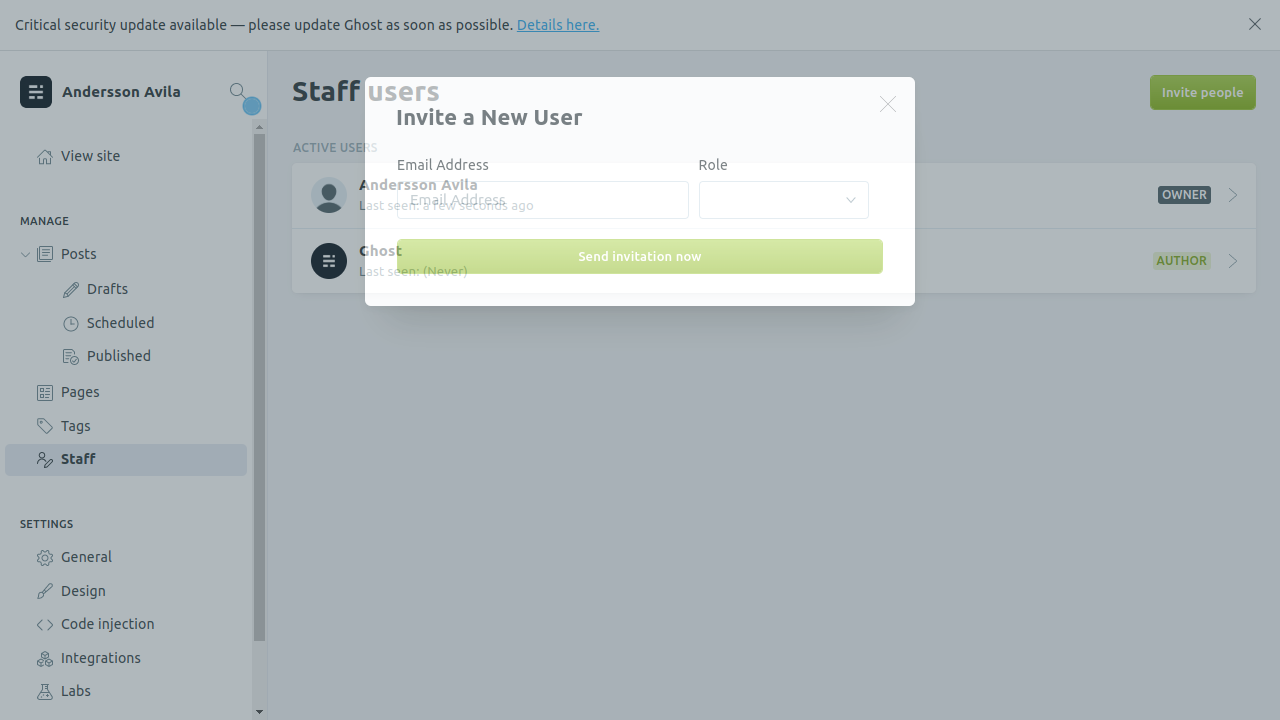 Critical security update available — please update Ghost as soon as possible. Details here.
Andersson Avila
View site
MANAGE
Posts
Drafts
Scheduled
Published
Pages
Tags
Staff
SETTINGS
General
Design
Code injection
Integrations
Labs
Staff users
Invite people
ACTIVE USERS
Andersson Avila
Last seen: a few seconds ago
OWNER
Ghost
Last seen: (Never)
AUTHOR
Invite a New User
Email Address
Role
Email Address
Send invitation now